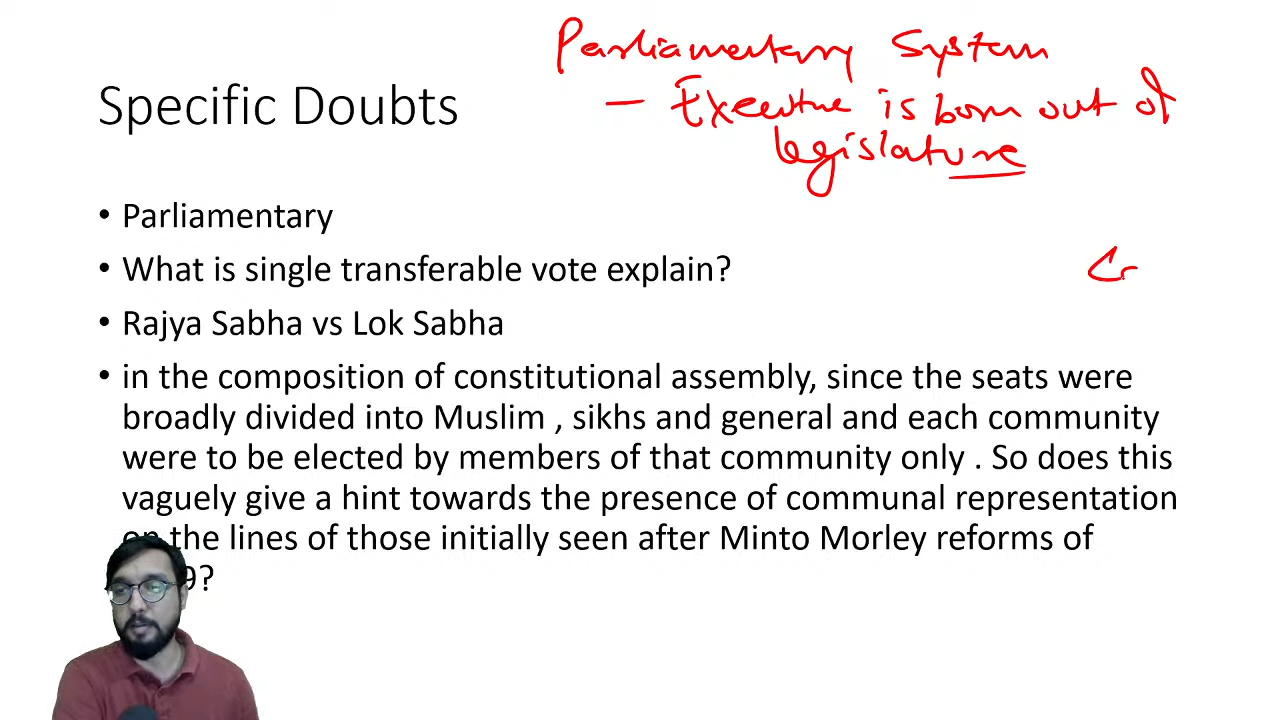 Parliamentary System
Specific Doubts
— Executive is born out of
legislature
• Parliamentary
• What is single transferable vote explain?
• Rajya Sabha vs Lok Sabha
• in the composition of constitutional assembly, since the seats were
broadly divided into Muslim , sikhs and general and each community
were to be elected by members of that community only . So does this
vaguely give a hint towards the presence of communal representation
the lines of those initially seen after Minto Morley reforms of
9?